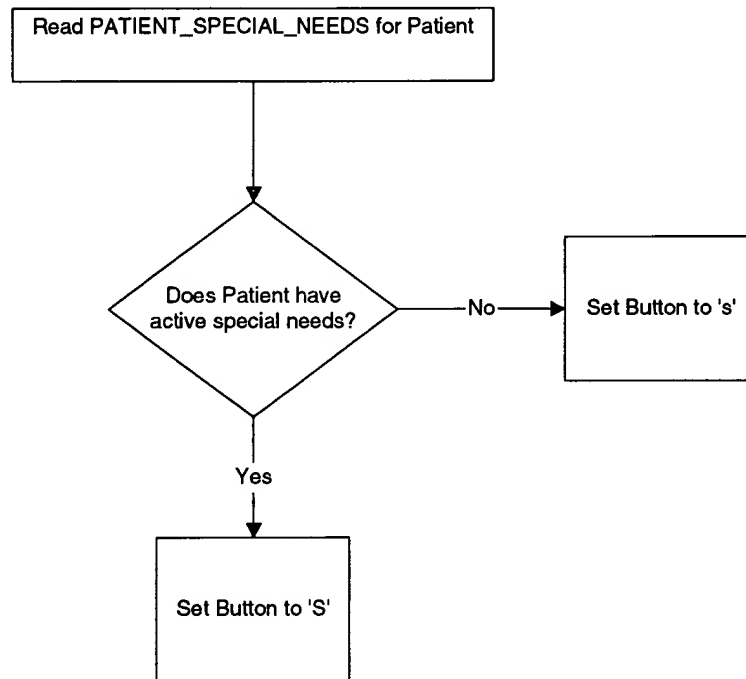 Read PATIENT_SPECIAL_NEEDS for Patient
Does Patient have
active special needs?
No
Set Button to 's'
Yes
Set Button to 'S'